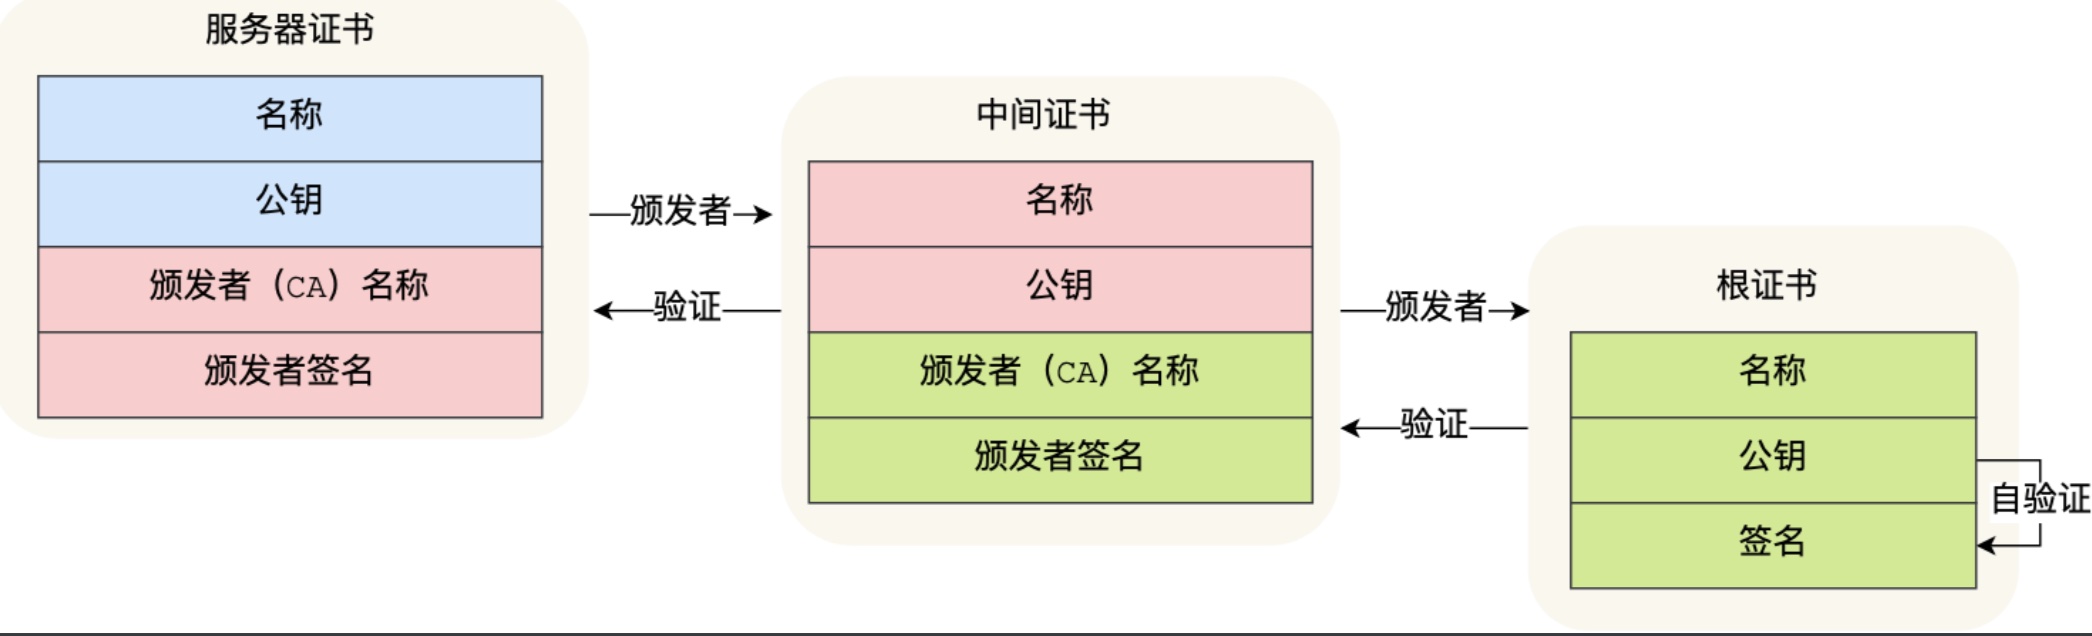 服务器证书
名称
公钥
颁发者（CA）名称
颁发者签名
颁发者
验证
中间证书
名称
公钥
颁发者（CA）名称
颁发者签名
颁发者
验证
根证书
名称
公钥
签名
自验证